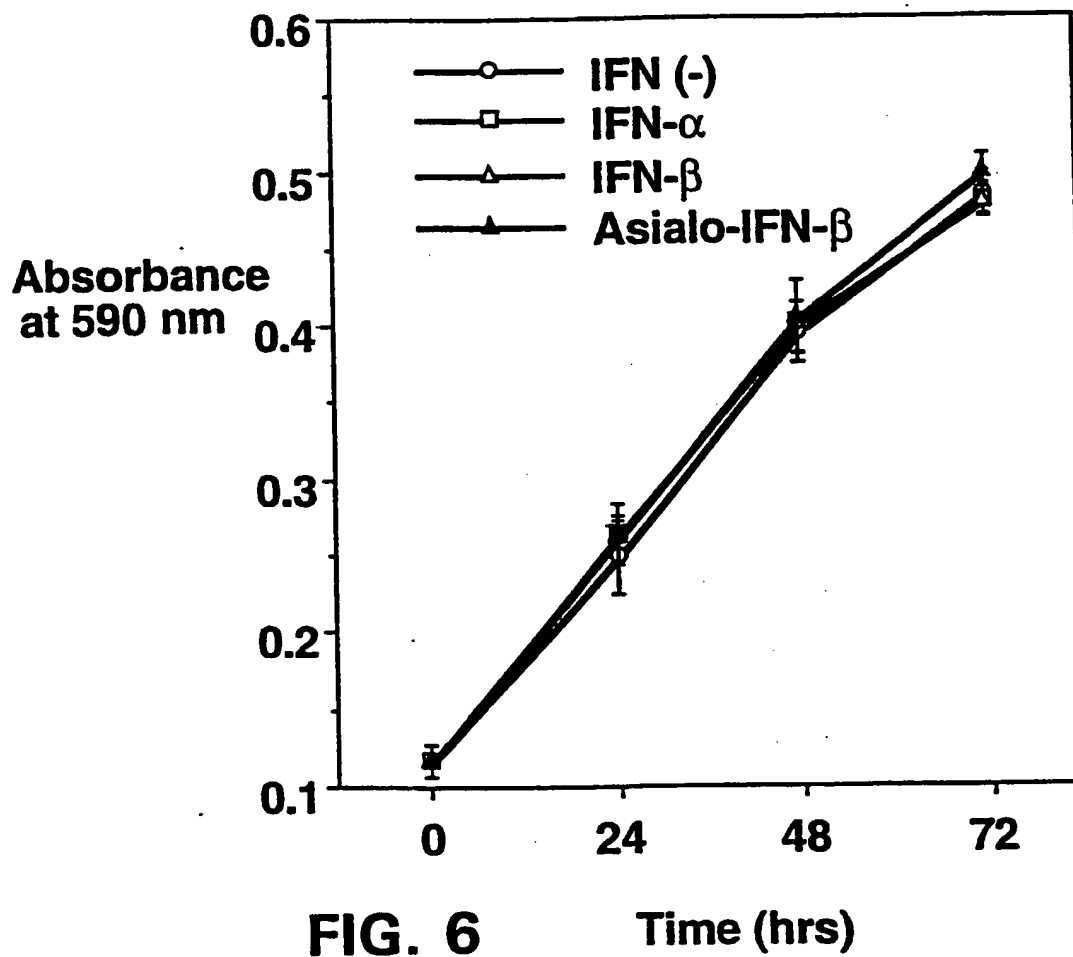 0.6
IFN (-)
IFN-α
IFN-β
Asialo-IFN-β
0.5
Absorbance
at 590 nm
0.4
0.3
0.2
0.1
0 24 48 72
FIG. 6 Time (hrs)